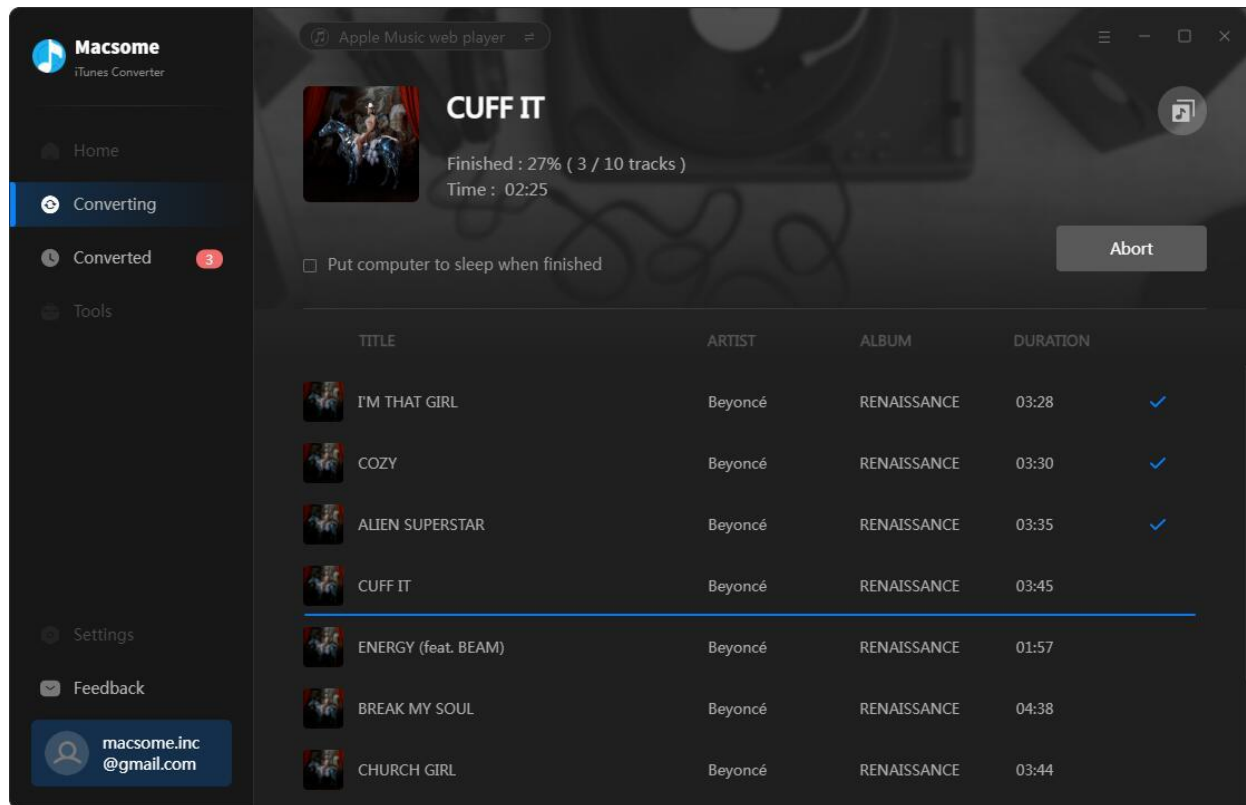 Macsome
iTunes Converter
Apple Music web player
Home
Converting
Converted 3
Tools
Settings
Feedback
macsome.inc
@gmail.com
CUFF IT
Finished : 27% ( 3 / 10 tracks )
Time : 02:25
Put computer to sleep when finished
Abort
TITLE ARTIST ALBUM DURATION
I'M THAT GIRL Beyoncé RENAISSANCE 03:28
COZY Beyoncé RENAISSANCE 03:30
ALIEN SUPERSTAR Beyoncé RENAISSANCE 03:35
CUFF IT Beyoncé RENAISSANCE 03:45
ENERGY (feat. BEAM) Beyoncé RENAISSANCE 01:57
BREAK MY SOUL Beyoncé RENAISSANCE 04:38
CHURCH GIRL Beyoncé RENAISSANCE 03:44